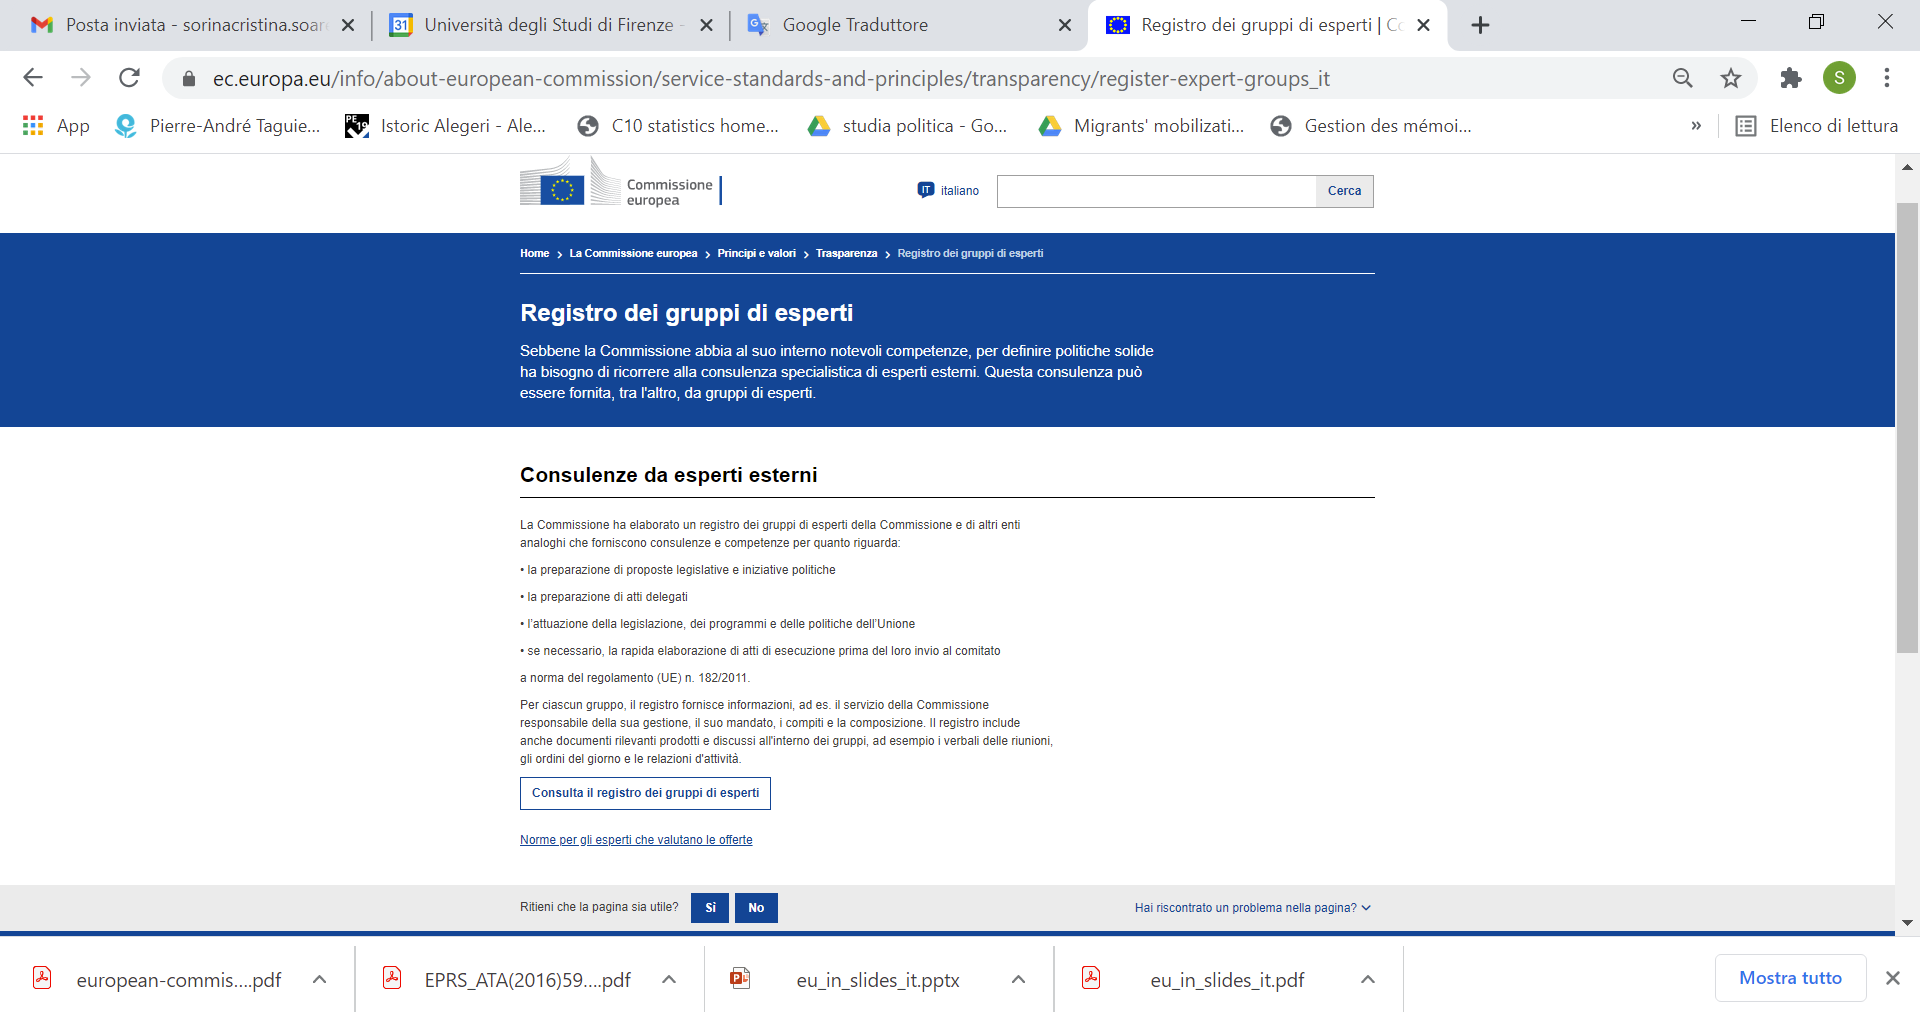 Posta inviata - sorinacristina.soar
Università degli Studi di Firenze -
Google Traduttore
Registro dei gruppi di esperti | Co
ec.europa.eu/info/about-european-commission/service-standards-and-principles/transparency/register-expert-groups_it
S
App
Pierre-André Taguie...
Istoric Alegeri - Ale...
C10 statistics home...
studia politica - Go...
Migrants' mobilizati...
Gestion des mémoi...
»
Elenco di lettura
Commissione
europea
IT italiano
Cerca
Home > La Commissione europea > Principi e valori > Trasparenza > Registro dei gruppi di esperti
Registro dei gruppi di esperti
Sebbene la Commissione abbia al suo interno notevoli competenze, per definire politiche solide
ha bisogno di ricorrere alla consulenza specialistica di esperti esterni. Questa consulenza può
essere fornita, tra l'altro, da gruppi di esperti.
Consulenze da esperti esterni
La Commissione ha elaborato un registro dei gruppi di esperti della Commissione e di altri enti
analoghi che forniscono consulenze e competenze per quanto riguarda:
• la preparazione di proposte legislative e iniziative politiche
• la preparazione di atti delegati
• l'attuazione della legislazione, dei programmi e delle politiche dell'Unione
• se necessario, la rapida elaborazione di atti di esecuzione prima del loro invio al comitato
a norma del regolamento (UE) n. 182/2011.
Per ciascun gruppo, il registro fornisce informazioni, ad es. il servizio della Commissione
responsabile della sua gestione, il suo mandato, i compiti e la composizione. Il registro include
anche documenti rilevanti prodotti e discussi all'interno dei gruppi, ad esempio i verbali delle riunioni,
gli ordini del giorno e le relazioni d'attività.
Consulta il registro dei gruppi di esperti
Norme per gli esperti che valutano le offerte
Ritieni che la pagina sia utile?
Sì
No
Hai riscontrato un problema nella pagina?
european-commis....pdf
EPRS_ATA(2016)59....pdf
eu_in_slides_it.pptx
eu_in_slides_it.pdf
Mostra tutto